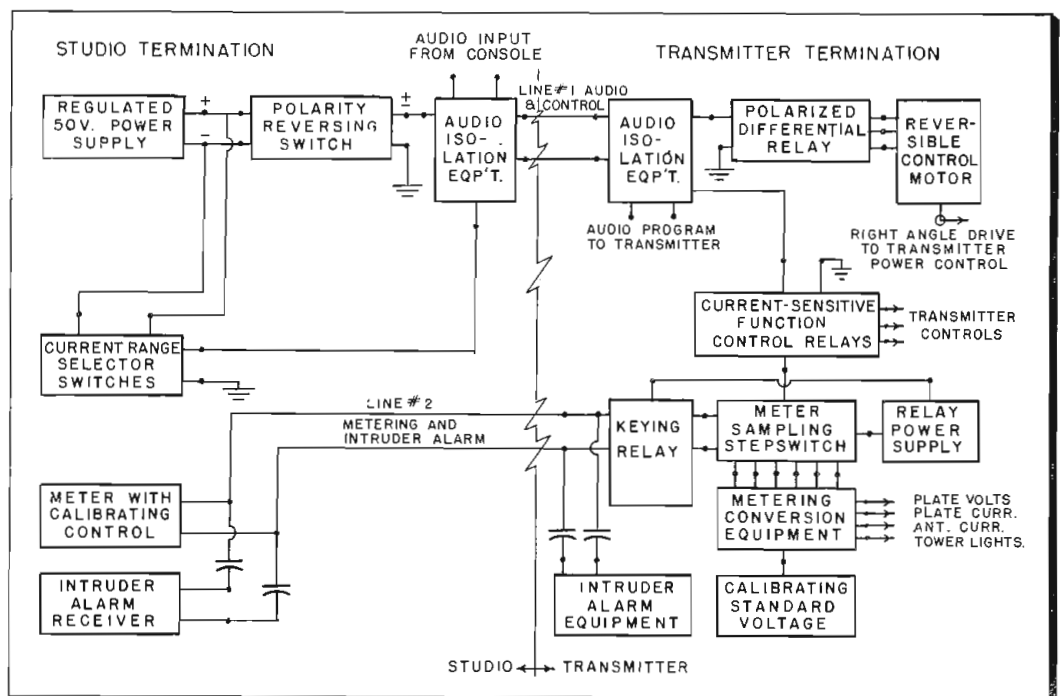 STUDIO TERMINATION
AUDIO INPUT
FROM CONSOLE
TRANSMITTER TERMINATION
REGULATED
50V. POWER
SUPPLY
+
−
POLARITY
REVERSING
SWITCH
±
AUDIO
ISO-
LATION
EQP'T.
LINE #1 AUDIO
& CONTROL
AUDIO
ISO-
LATION
EQP'T.
POLARIZED
DIFFERENTIAL
RELAY
REVER-
SIBLE
CONTROL
MOTOR
AUDIO PROGRAM
TO TRANSMITTER
RIGHT ANGLE DRIVE
TO TRANSMITTER
POWER CONTROL
CURRENT RANGE
SELECTOR
SWITCHES
CURRENT-SENSITIVE
FUNCTION
CONTROL RELAYS
TRANSMITTER
CONTROLS
LINE #2
METERING AND
INTRUDER ALARM
KEYING
RELAY
METER
SAMPLING
STEPSWITCH
RELAY
POWER
SUPPLY
METER WITH
CALIBRATING
CONTROL
METERING
CONVERSION
EQUIPMENT
PLATE VOLTS
PLATE CURR.
ANT. CURR.
TOWER LIGHTS.
INTRUDER
ALARM
RECEIVER
INTRUDER
ALARM
EQUIPMENT
CALIBRATING
STANDARD
VOLTAGE
STUDIO
TRANSMITTER